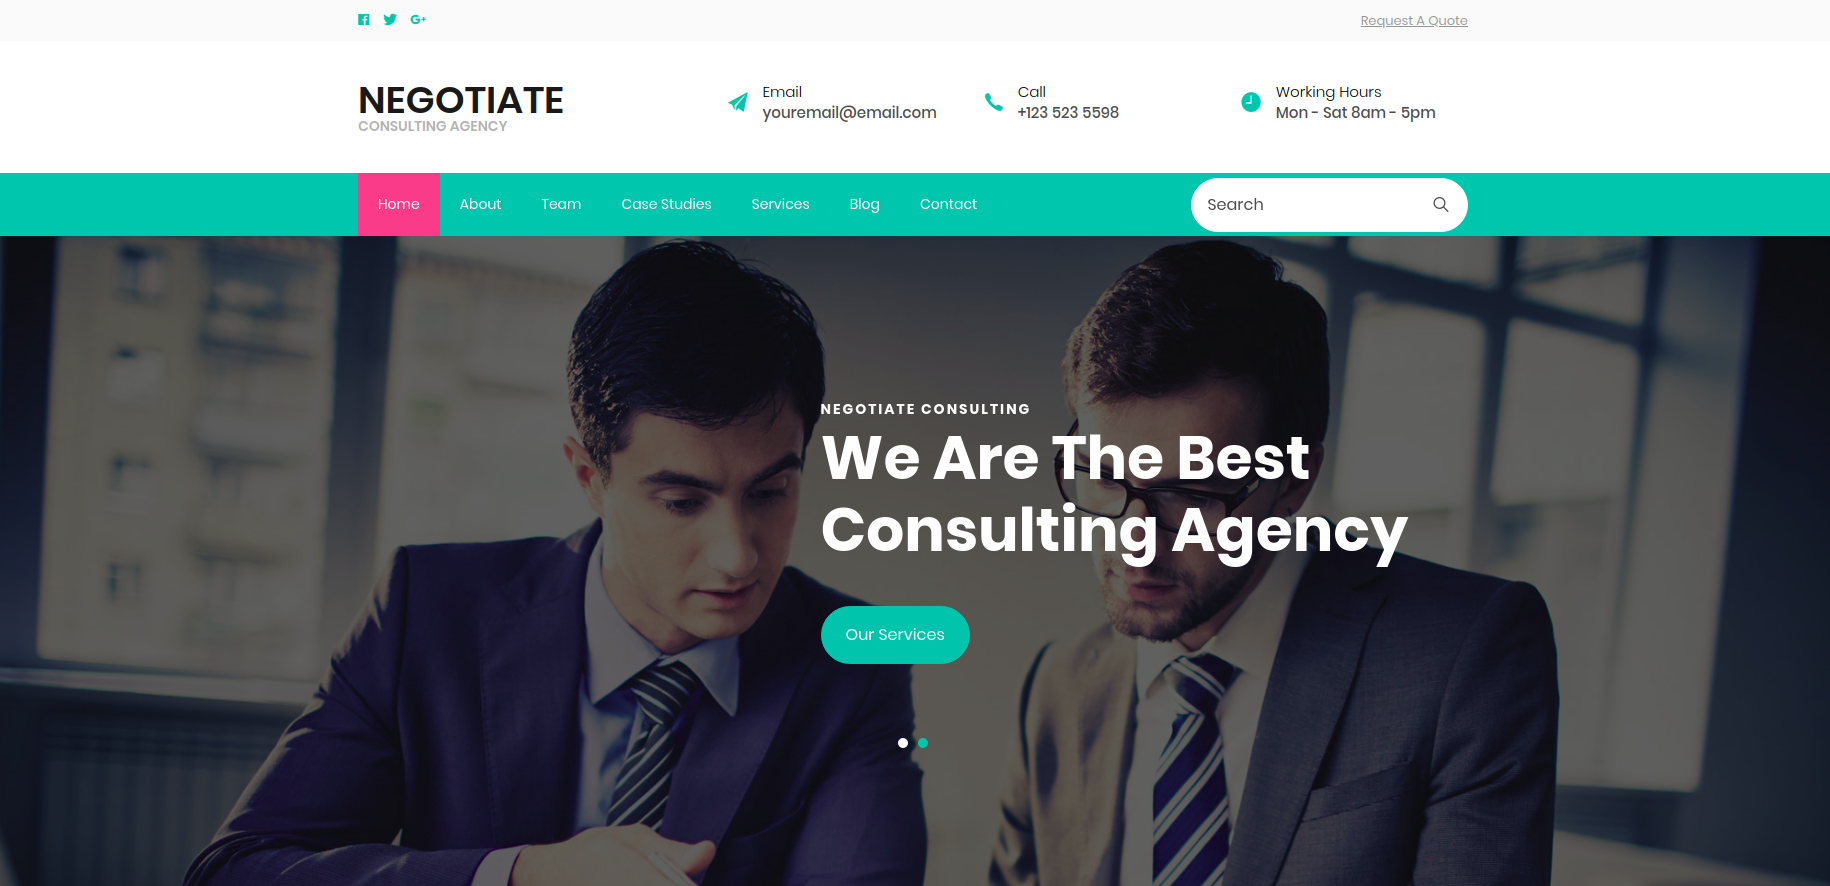 Request A Quote
NEGOTIATE
CONSULTING AGENCY
Email
youremail@email.com
Call
+123 523 5598
Working Hours
Mon - Sat 8am - 5pm
Home
About
Team
Case Studies
Services
Blog
Contact
Search
NEGOTIATE CONSULTING
We Are The Best
Consulting Agency
Our Services